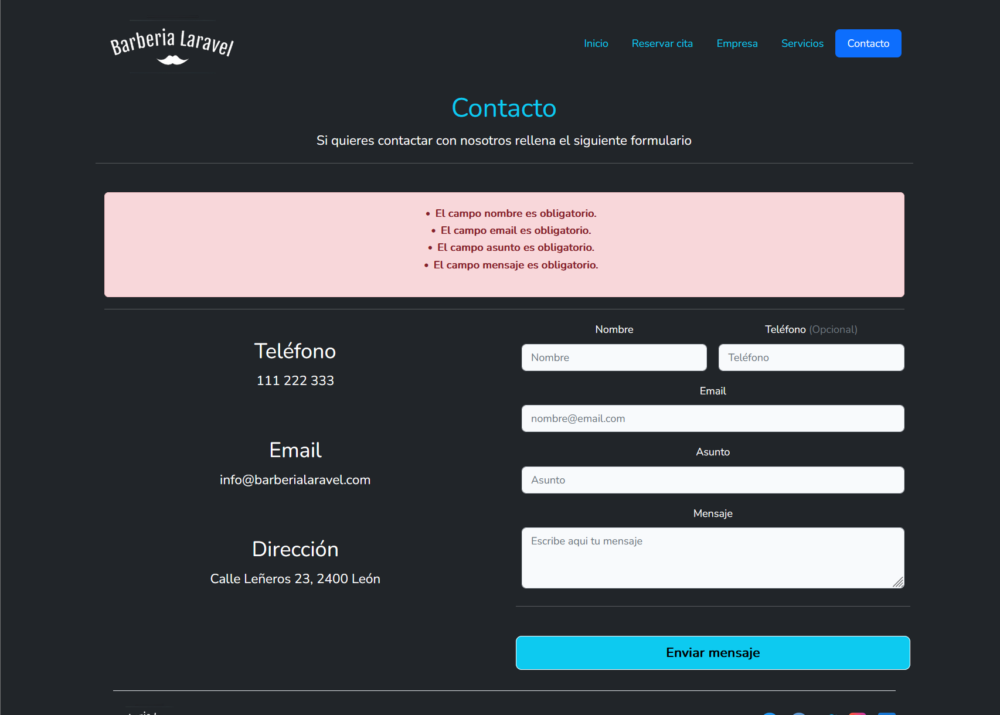 Barberia Laravel
Inicio Reservar cita Empresa Servicios Contacto
Contacto
Si quieres contactar con nosotros rellena el siguiente formulario
• El campo nombre es obligatorio.
• El campo email es obligatorio.
• El campo asunto es obligatorio.
• El campo mensaje es obligatorio.
Teléfono
111 222 333
Email
info@barberialaravel.com
Dirección
Calle Leñeros 23, 2400 León
Nombre
Nombre
Teléfono (Opcional)
Teléfono
Email
nombre@email.com
Asunto
Asunto
Mensaje
Escribe aqui tu mensaje
Enviar mensaje